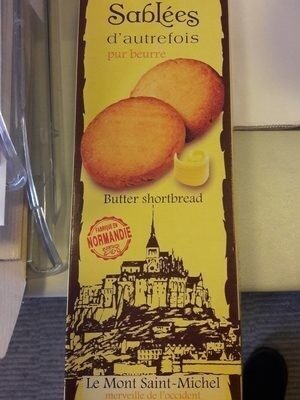 Sablées
d'autrefois
pur beurre
Butter shortbread
FABRIQUÉ EN
NORMANDIE
Le Mont Saint-Michel
merveille de l'occident